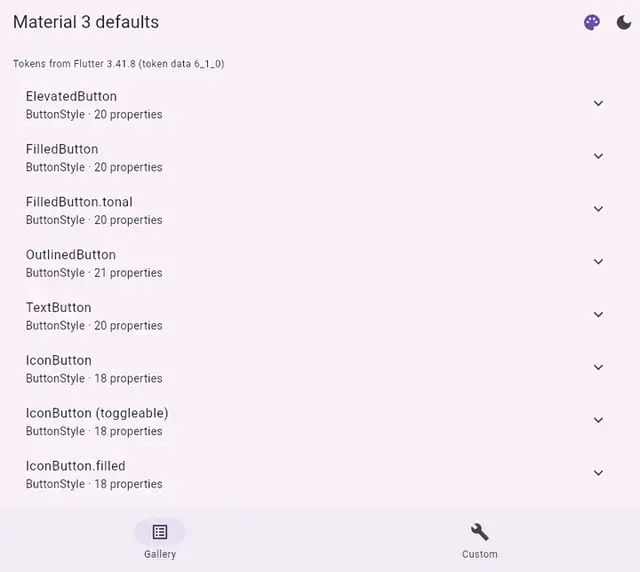 Material 3 defaults
Tokens from Flutter 3.41.8 (token data 6_1_0)
ElevatedButton
ButtonStyle · 20 properties
FilledButton
ButtonStyle · 20 properties
FilledButton.tonal
ButtonStyle · 20 properties
OutlinedButton
ButtonStyle · 21 properties
TextButton
ButtonStyle · 20 properties
IconButton
ButtonStyle · 18 properties
IconButton (toggleable)
ButtonStyle · 18 properties
IconButton.filled
ButtonStyle · 18 properties
Gallery
Custom